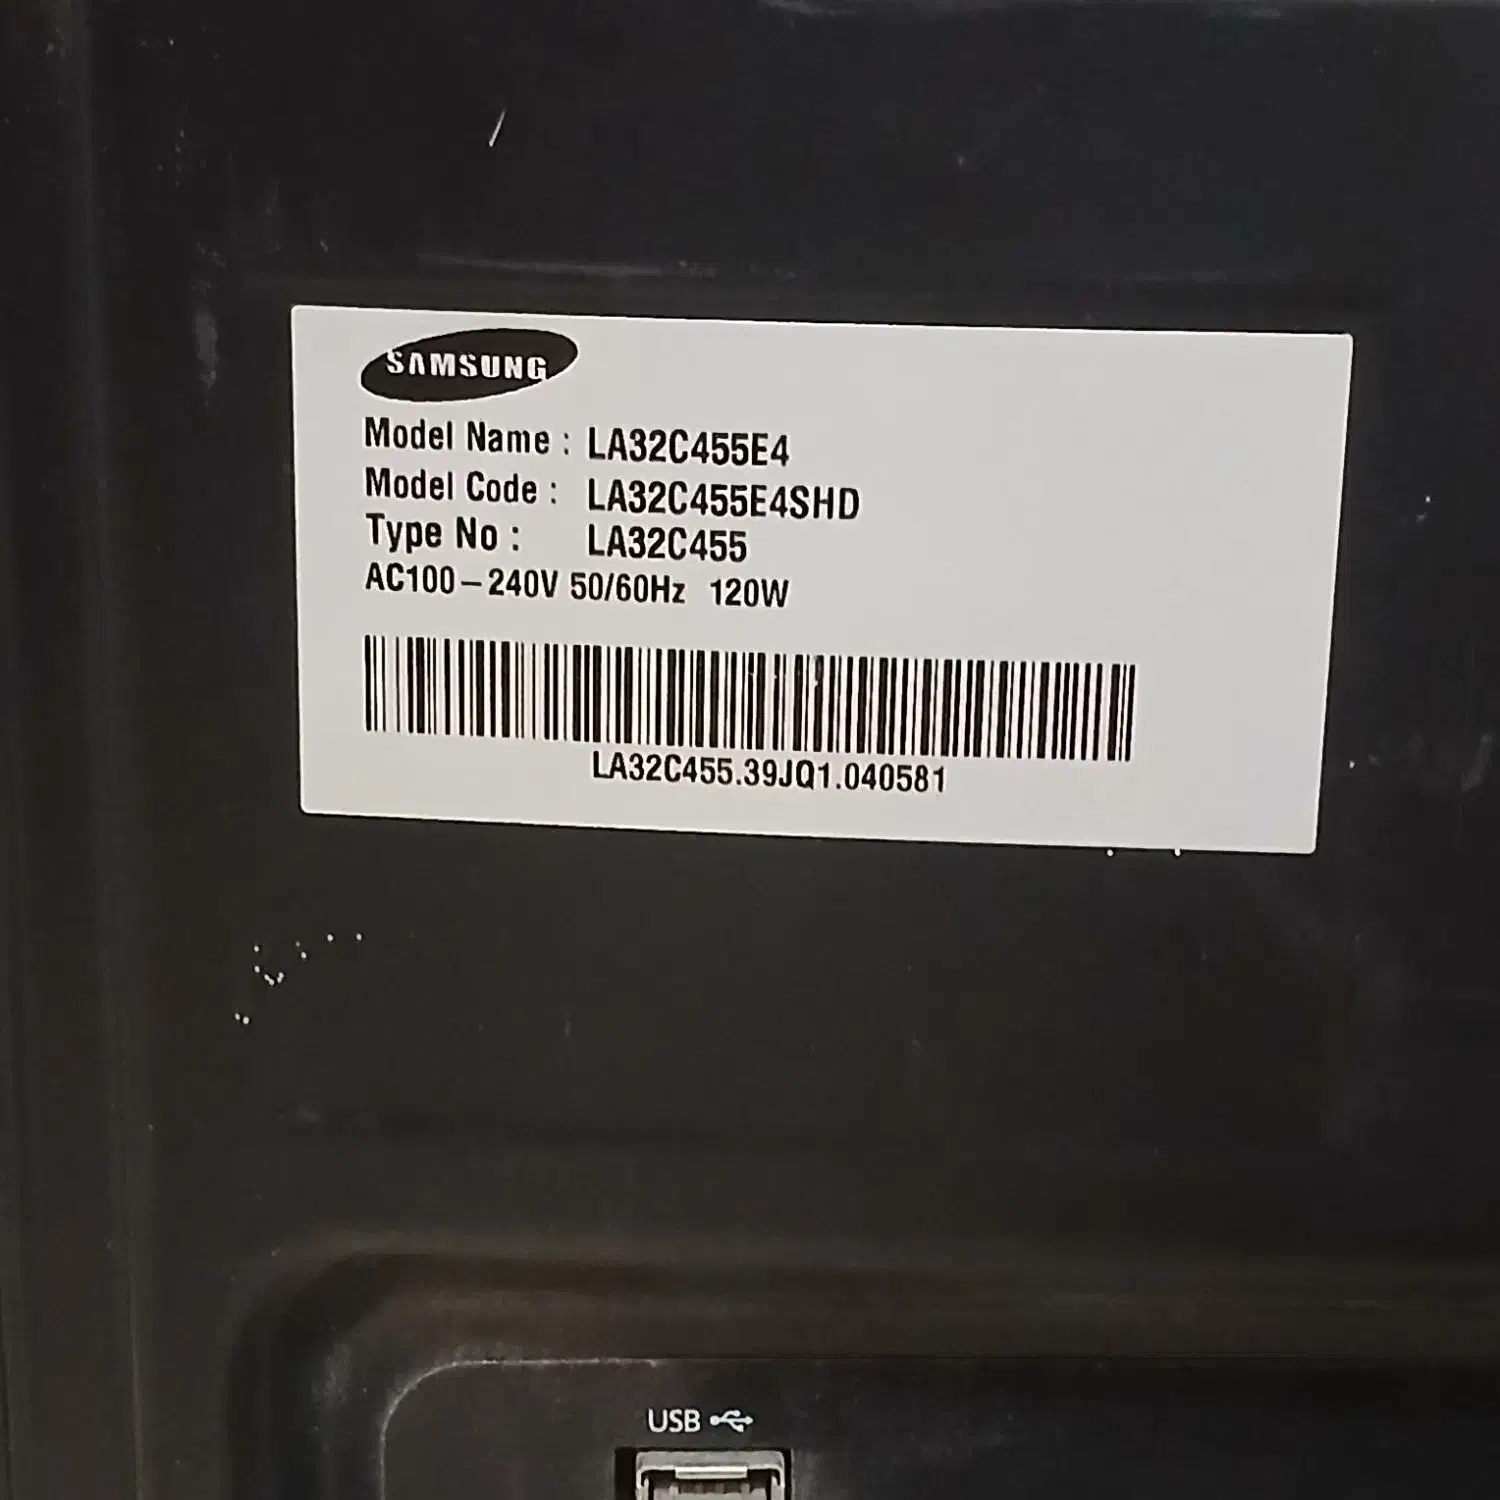 SAMSUNG
Model Name : LA32C455E4
Model Code : LA32C455E4SHD
Type No : LA32C455
AC100-240V 50/60Hz 120W
LA32C455.39JQ1.040581
USB